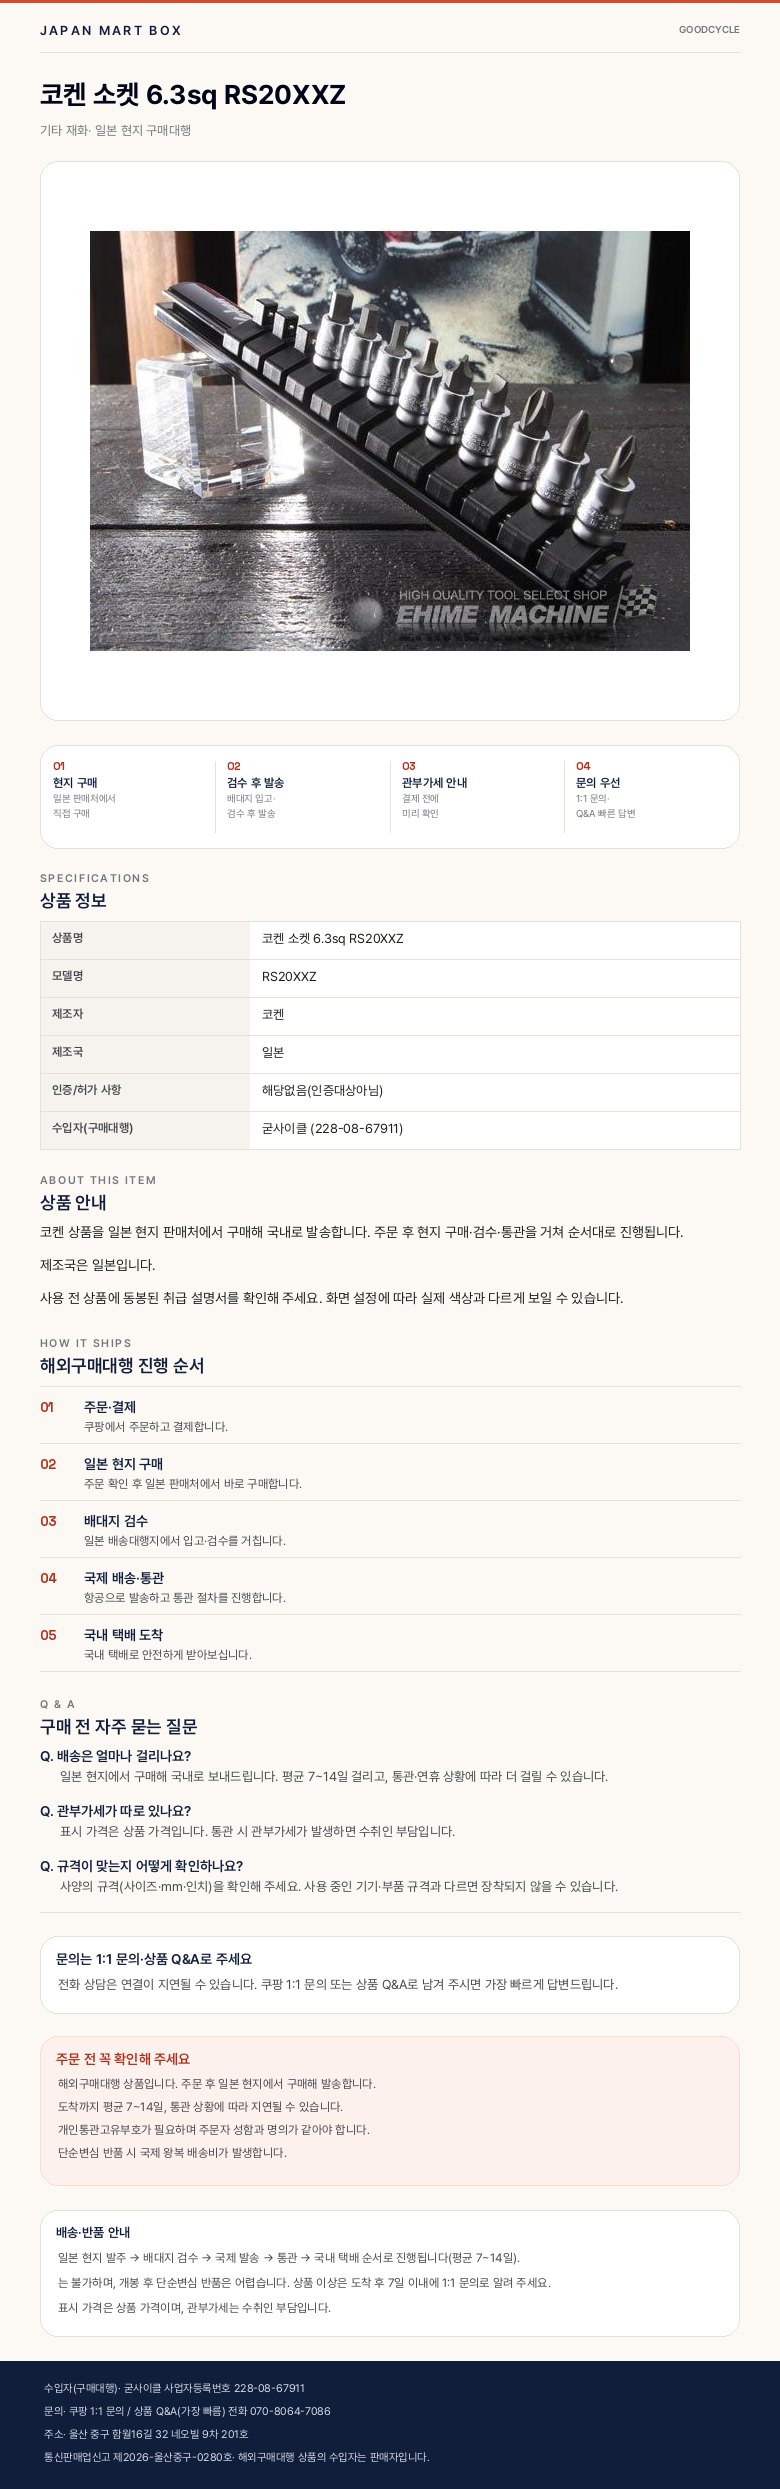 JAPAN MART BOX
GOODCYCLE
코켄 소켓 6.3sq RS20XXZ
기타 재화· 일본 현지 구매대행
HIGH QUALITY TOOL SELECT SHOP
EHIME MACHINE
01
현지 구매
일본 판매처에서
직접 구매
02
검수 후 발송
배대지 입고·
검수 후 발송
03
관부가세 안내
결제 전에
미리 확인
04
문의 우선
1:1 문의·
Q&A 빠른 답변
SPECIFICATIONS
상품 정보
상품명 코켄 소켓 6.3sq RS20XXZ
모델명 RS20XXZ
제조자 코켄
제조국 일본
인증/허가 사항 해당없음(인증대상아님)
수입자(구매대행) 굳사이클 (228-08-67911)
ABOUT THIS ITEM
상품 안내
코켄 상품을 일본 현지 판매처에서 구매해 국내로 발송합니다. 주문 후 현지 구매·검수·통관을 거쳐 순서대로 진행됩니다.
제조국은 일본입니다.
사용 전 상품에 동봉된 취급 설명서를 확인해 주세요. 화면 설정에 따라 실제 색상과 다르게 보일 수 있습니다.
HOW IT SHIPS
해외구매대행 진행 순서
01 주문·결제
쿠팡에서 주문하고 결제합니다.
02 일본 현지 구매
주문 확인 후 일본 판매처에서 바로 구매합니다.
03 배대지 검수
일본 배송대행지에서 입고·검수를 거칩니다.
04 국제 배송·통관
항공으로 발송하고 통관 절차를 진행합니다.
05 국내 택배 도착
국내 택배로 안전하게 받아보십니다.
Q & A
구매 전 자주 묻는 질문
Q. 배송은 얼마나 걸리나요?
일본 현지에서 구매해 국내로 보내드립니다. 평균 7~14일 걸리고, 통관·연휴 상황에 따라 더 걸릴 수 있습니다.
Q. 관부가세가 따로 있나요?
표시 가격은 상품 가격입니다. 통관 시 관부가세가 발생하면 수취인 부담입니다.
Q. 규격이 맞는지 어떻게 확인하나요?
사양의 규격(사이즈·mm·인치)을 확인해 주세요. 사용 중인 기기·부품 규격과 다르면 장착되지 않을 수 있습니다.
문의는 1:1 문의·상품 Q&A로 주세요
전화 상담은 연결이 지연될 수 있습니다. 쿠팡 1:1 문의 또는 상품 Q&A로 남겨 주시면 가장 빠르게 답변드립니다.
주문 전 꼭 확인해 주세요
해외구매대행 상품입니다. 주문 후 일본 현지에서 구매해 발송합니다.
도착까지 평균 7~14일, 통관 상황에 따라 지연될 수 있습니다.
개인통관고유부호가 필요하며 주문자 성함과 명의가 같아야 합니다.
단순변심 반품 시 국제 왕복 배송비가 발생합니다.
배송·반품 안내
일본 현지 발주 → 배대지 검수 → 국제 발송 → 통관 → 국내 택배 순서로 진행됩니다(평균 7~14일).
는 불가하며, 개봉 후 단순변심 반품은 어렵습니다. 상품 이상은 도착 후 7일 이내에 1:1 문의로 알려 주세요.
표시 가격은 상품 가격이며, 관부가세는 수취인 부담입니다.
수입자(구매대행)· 굳사이클 사업자등록번호 228-08-67911
문의· 쿠팡 1:1 문의 / 상품 Q&A(가장 빠름) 전화 070-8064-7086
주소· 울산 중구 함월16길 32 네오빌 9차 201호
통신판매업신고 제2026-울산중구-0280호· 해외구매대행 상품의 수입자는 판매자입니다.